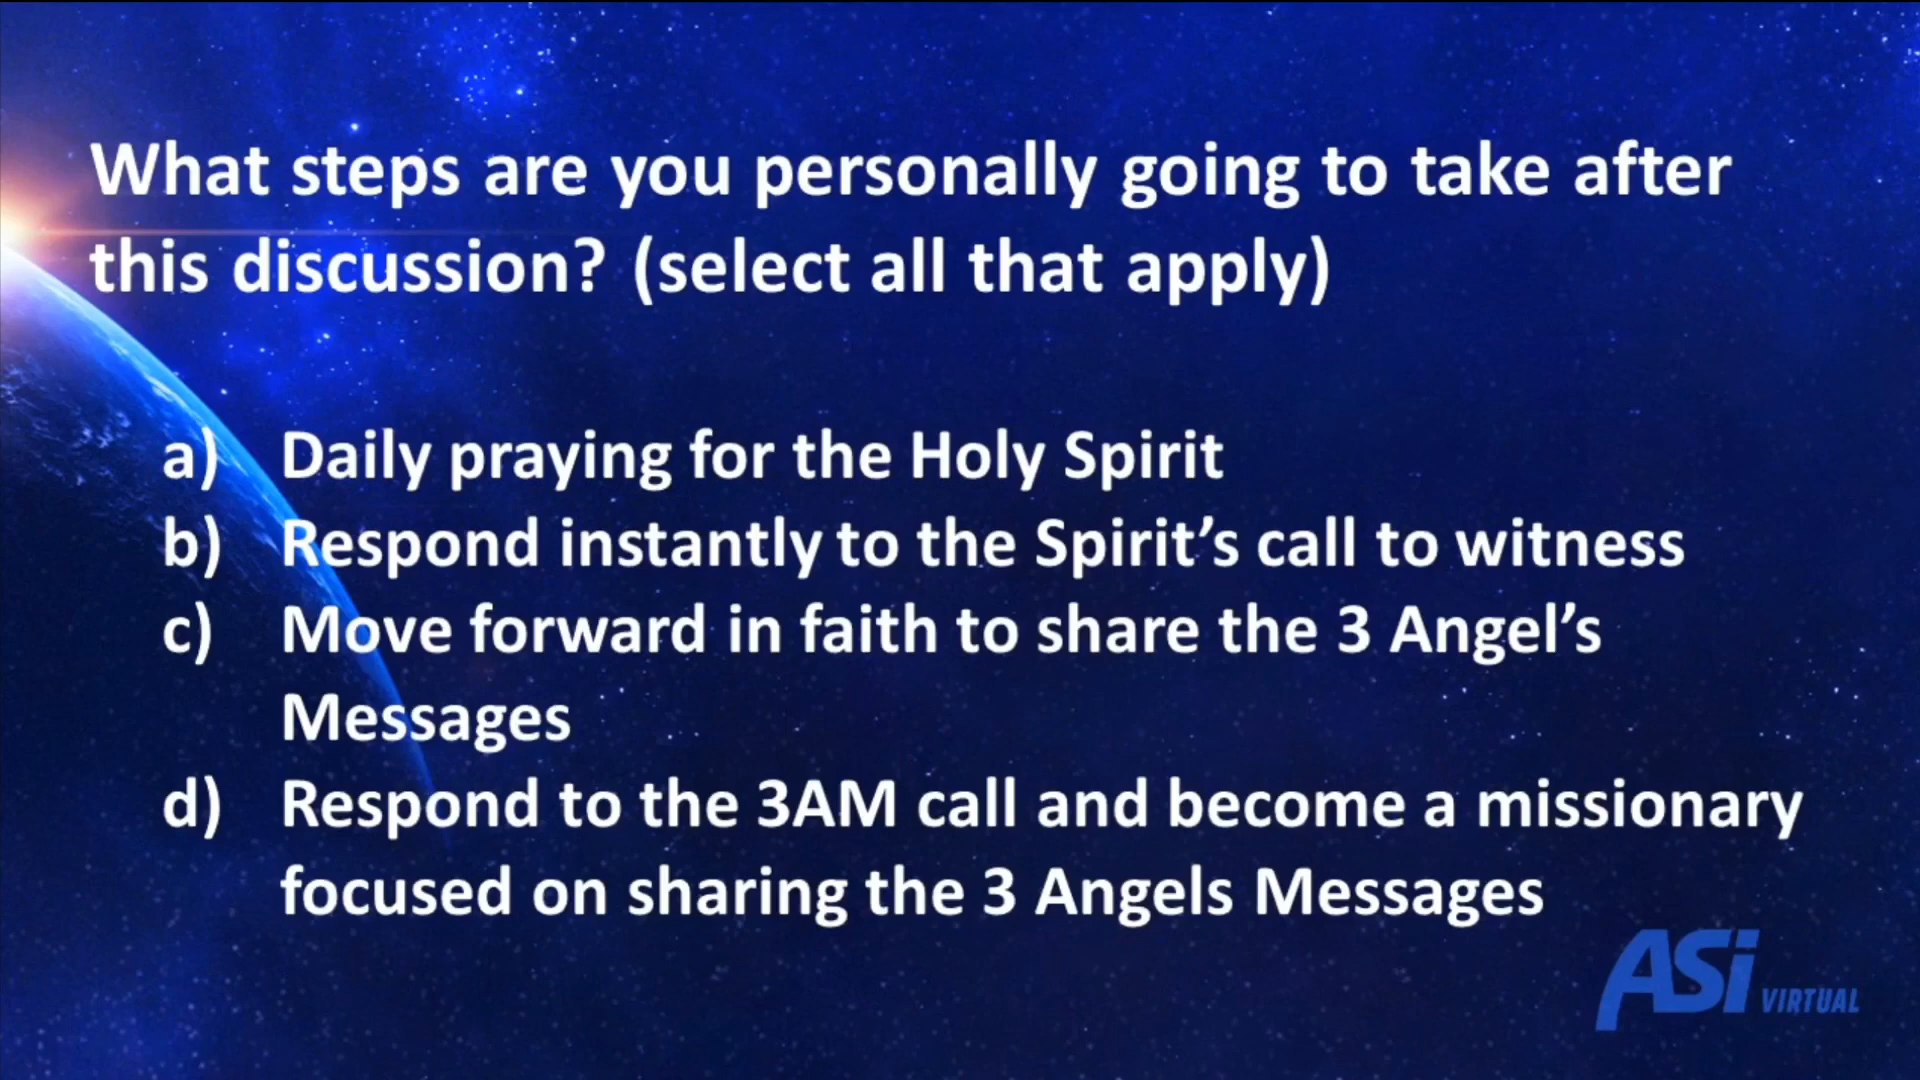 What steps are you personally going to take after
this discussion? (select all that apply)
a) Daily praying for the Holy Spirit
b) Respond instantly to the Spirit’s call to witness
c) Move forward in faith to share the 3 Angel’s
Messages
d) Respond to the 3AM call and become a missionary
focused on sharing the 3 Angels Messages
ASi VIRTUAL